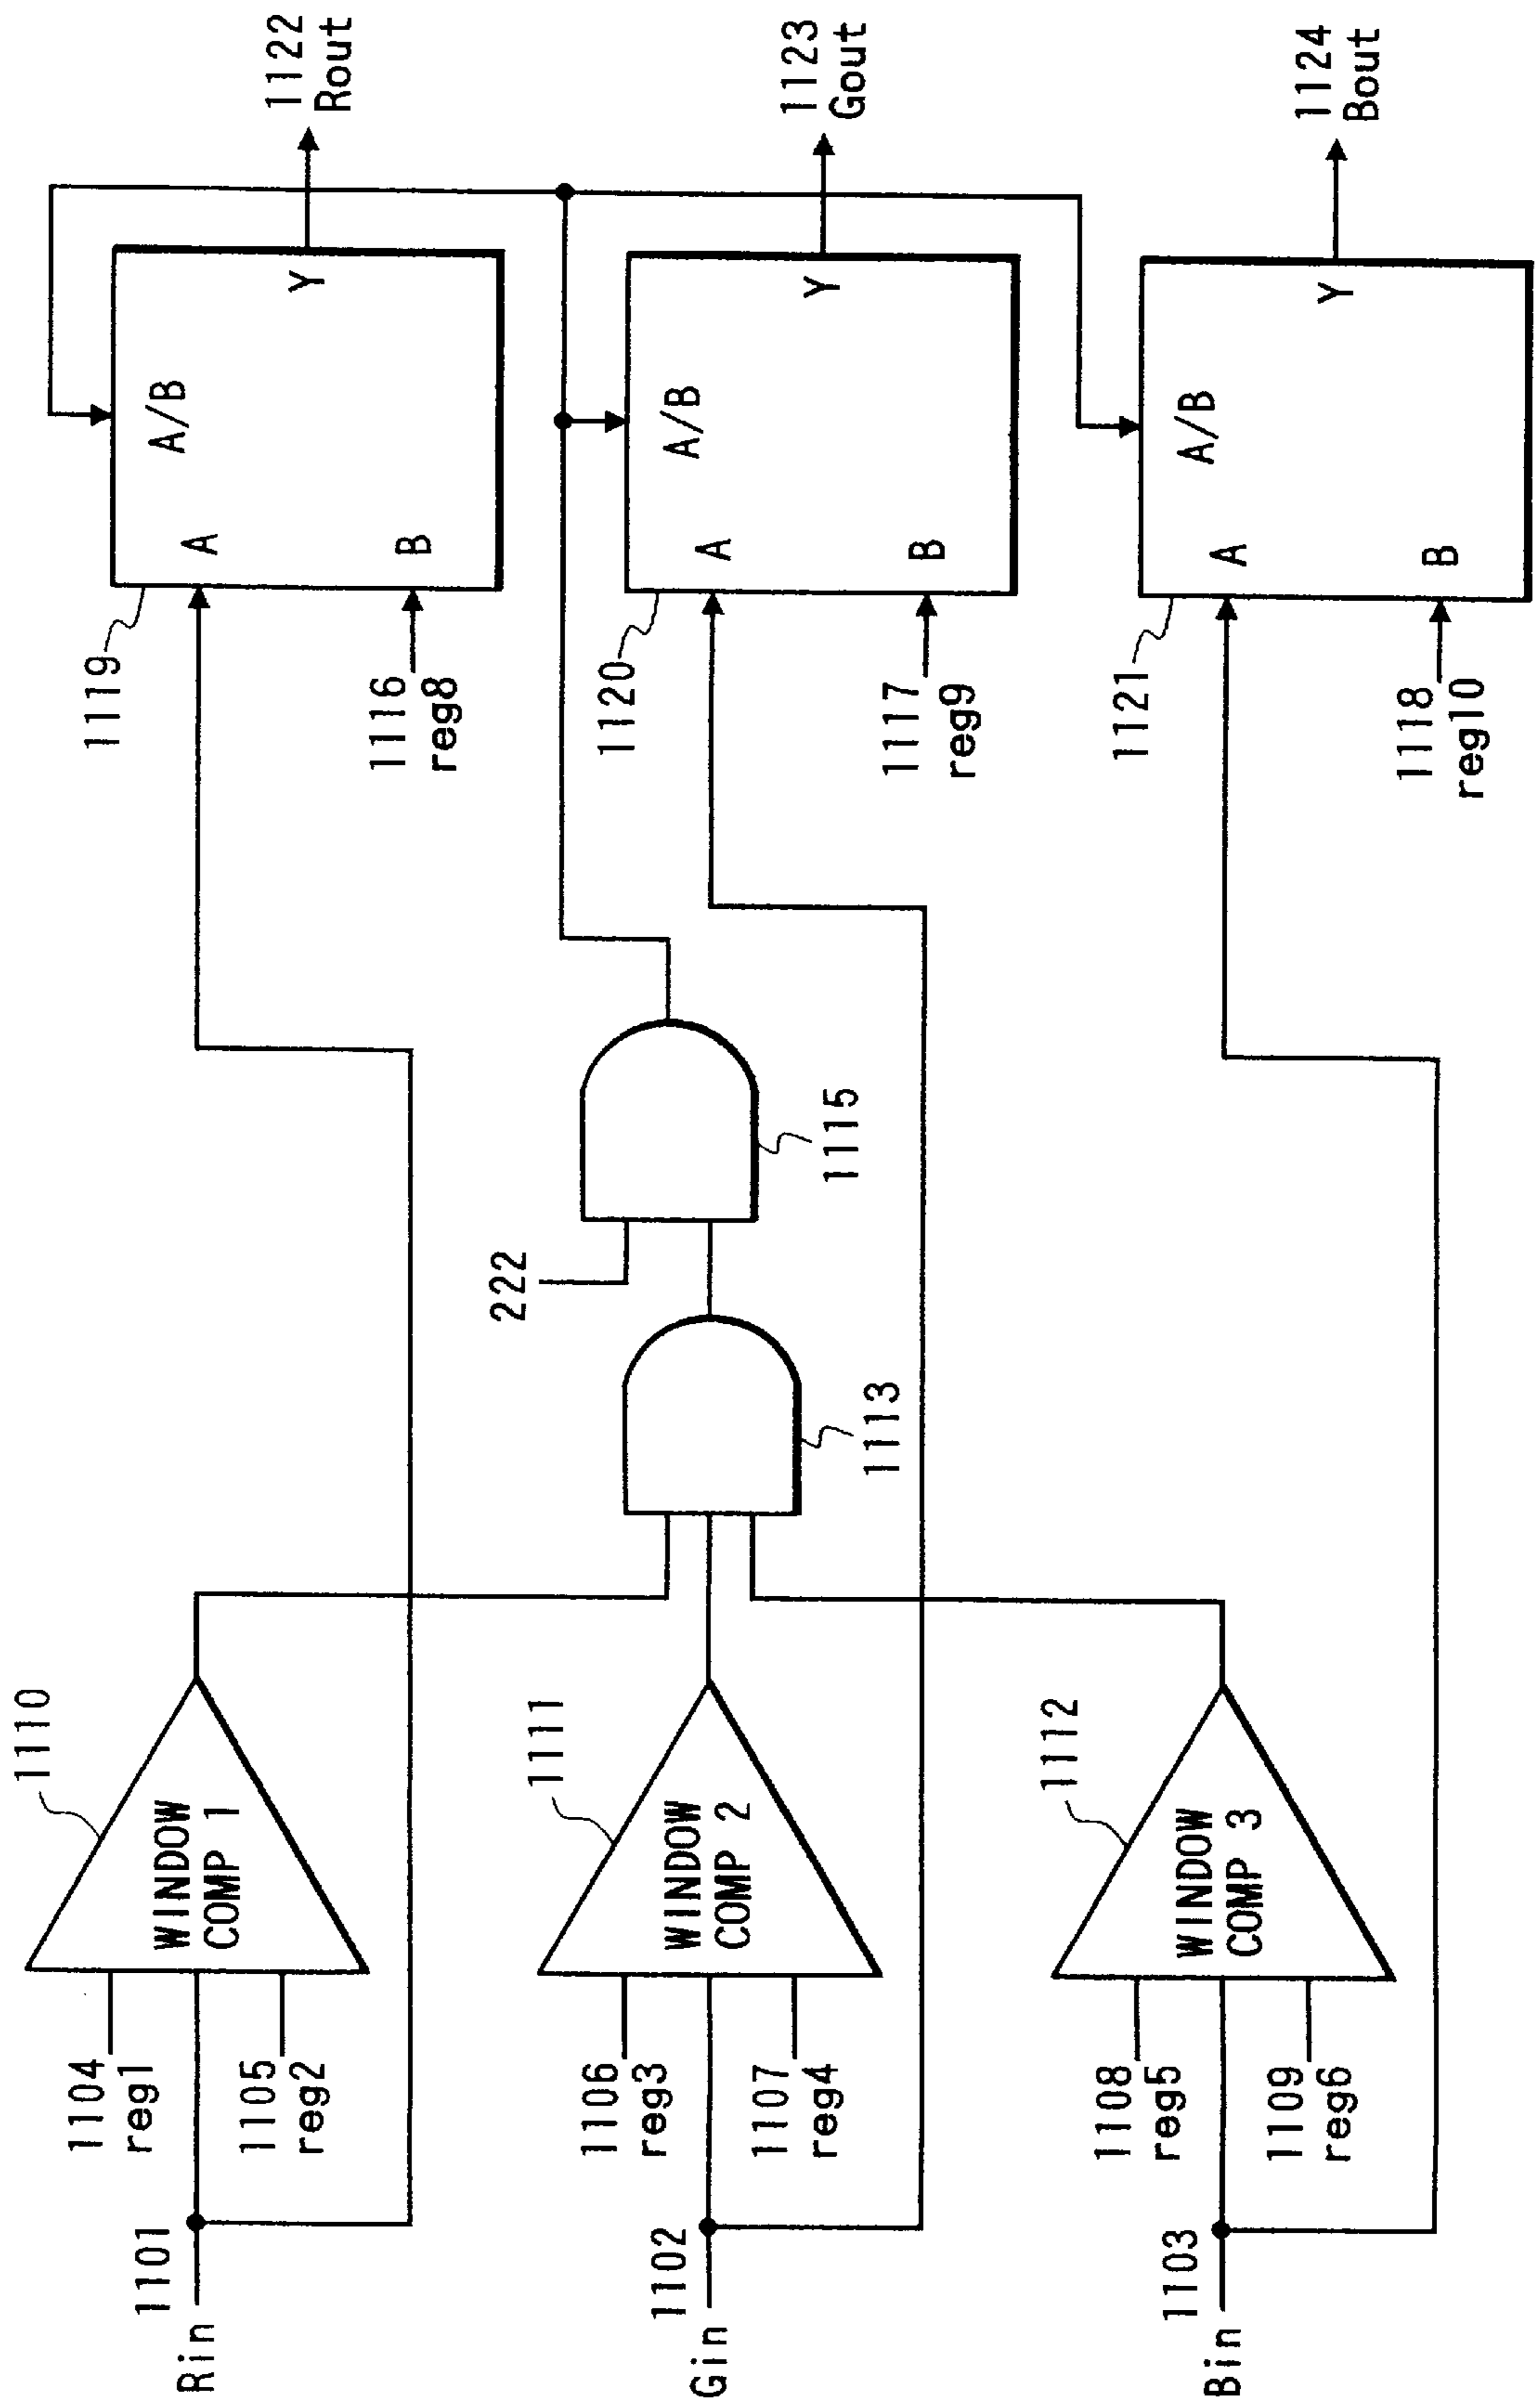 1110
1104
reg1
WINDOW
COMP 1
1105
reg2
1101
Rin
1119
A
A/B
B
Y
1116
reg8
1122
Rout
1111
1106
reg3
WINDOW
COMP 2
1107
reg4
1102
Gin
1113
222
1115
1120
A
A/B
B
Y
1117
reg9
1123
Gout
1112
1108
reg5
WINDOW
COMP 3
1109
reg6
1103
Bin
1121
A
A/B
B
Y
1118
reg10
1124
Bout